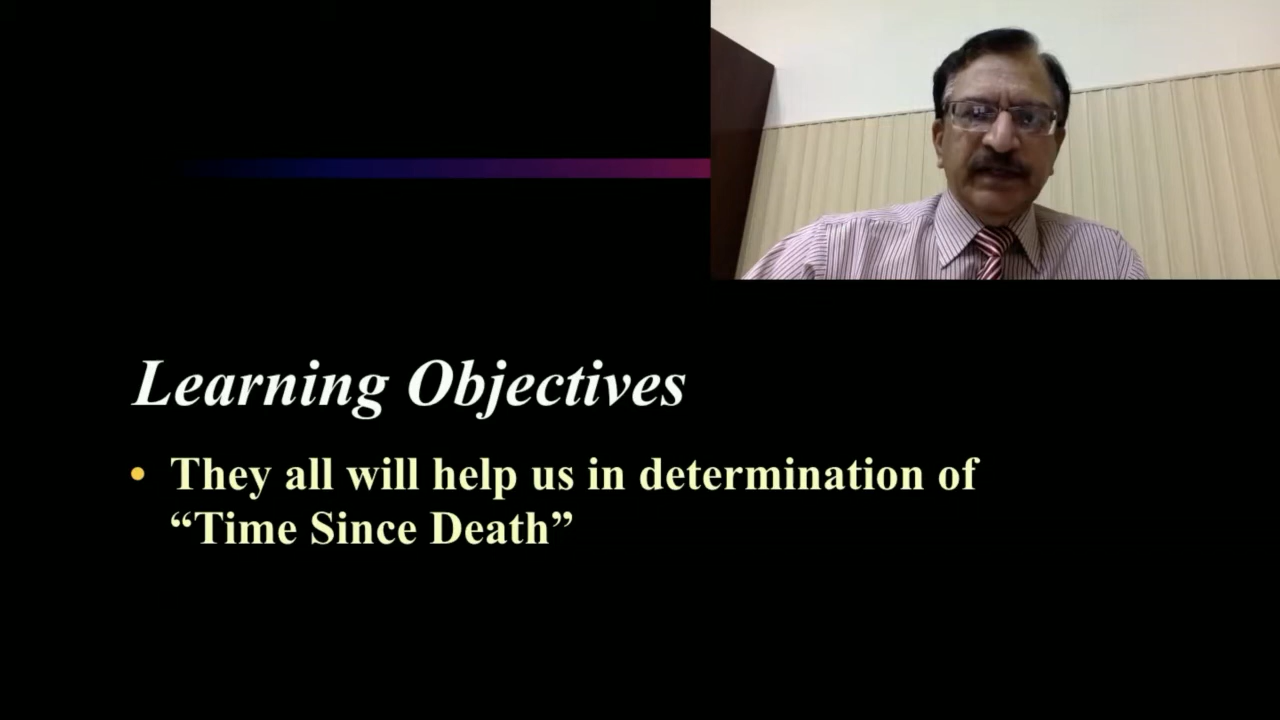 Learning Objectives
• They all will help us in determination of
“Time Since Death”